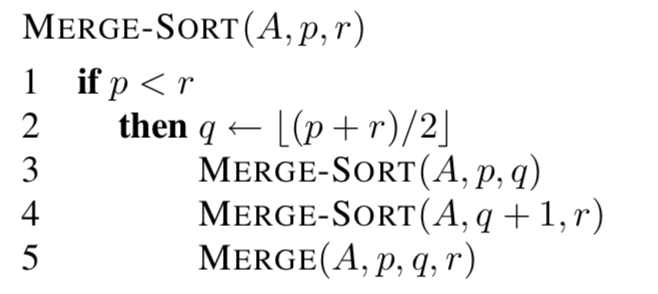 MERGE-SORT(A, p, r)
1 if p < r
2 then q ← ⌊(p + r)/2⌋
3 MERGE-SORT(A, p, q)
4 MERGE-SORT(A, q + 1, r)
5 MERGE(A, p, q, r)